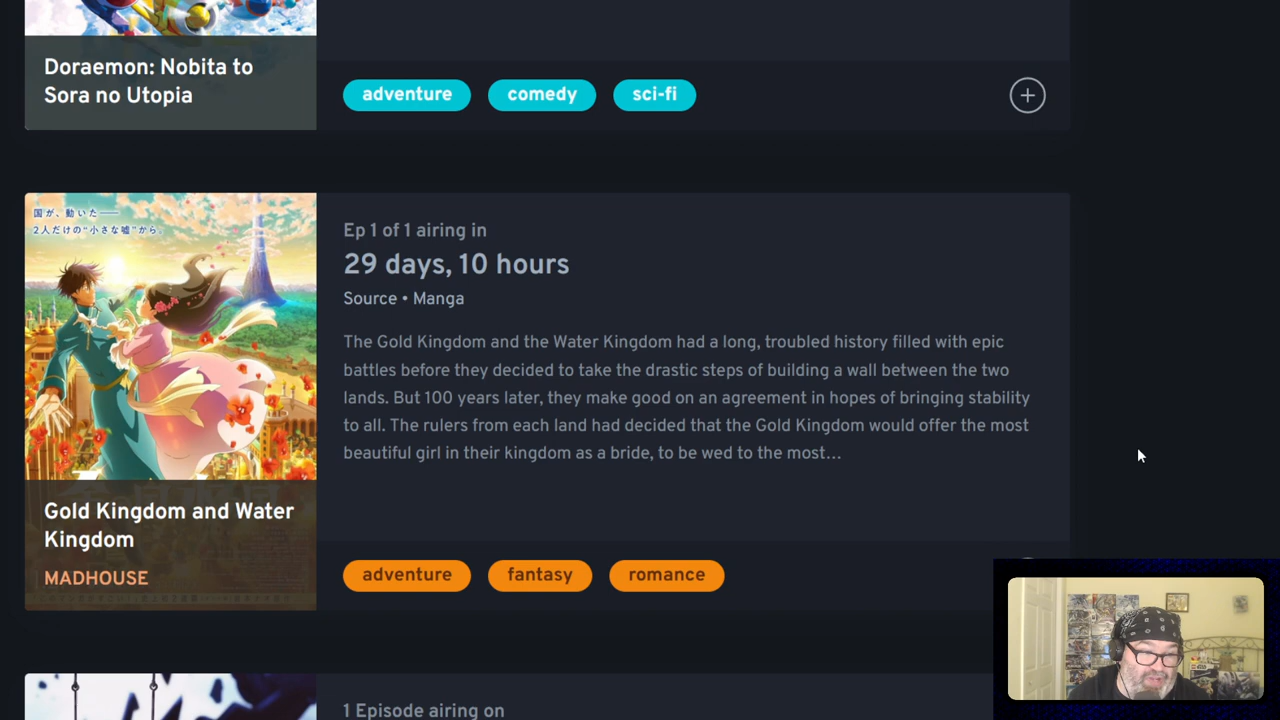 Doraemon: Nobita to
Sora no Utopia
adventure
comedy
sci-fi
国が、動いた——
2人だけの"小さな嘘"から。
Ep 1 of 1 airing in
29 days, 10 hours
Source • Manga
The Gold Kingdom and the Water Kingdom had a long, troubled history filled with epic
battles before they decided to take the drastic steps of building a wall between the two
lands. But 100 years later, they make good on an agreement in hopes of bringing stability
to all. The rulers from each land had decided that the Gold Kingdom would offer the most
beautiful girl in their kingdom as a bride, to be wed to the most…
Gold Kingdom and Water
Kingdom
MADHOUSE
adventure
fantasy
romance
1 Episode airing on